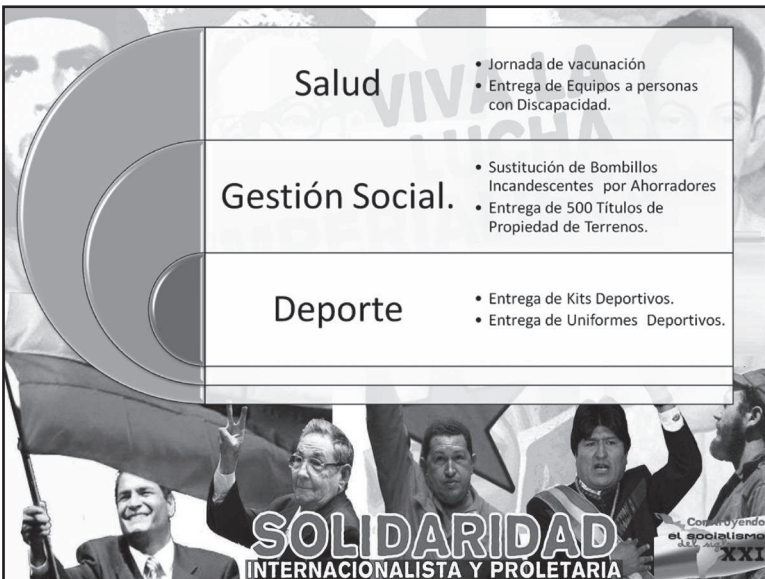 VIVA LA
LUCHA
Salud
• Jornada de vacunación
• Entrega de Equipos a personas
con Discapacidad.
Gestión Social.
• Sustitución de Bombillos
Incandescentes por Ahorradores
• Entrega de 500 Títulos de
Propiedad de Terrenos.
Deporte
• Entrega de Kits Deportivos.
• Entrega de Uniformes Deportivos.
SOLIDARIDAD
INTERNACIONALISTA Y PROLETARIA
Construyendo
el socialismo
del siglo
XXI